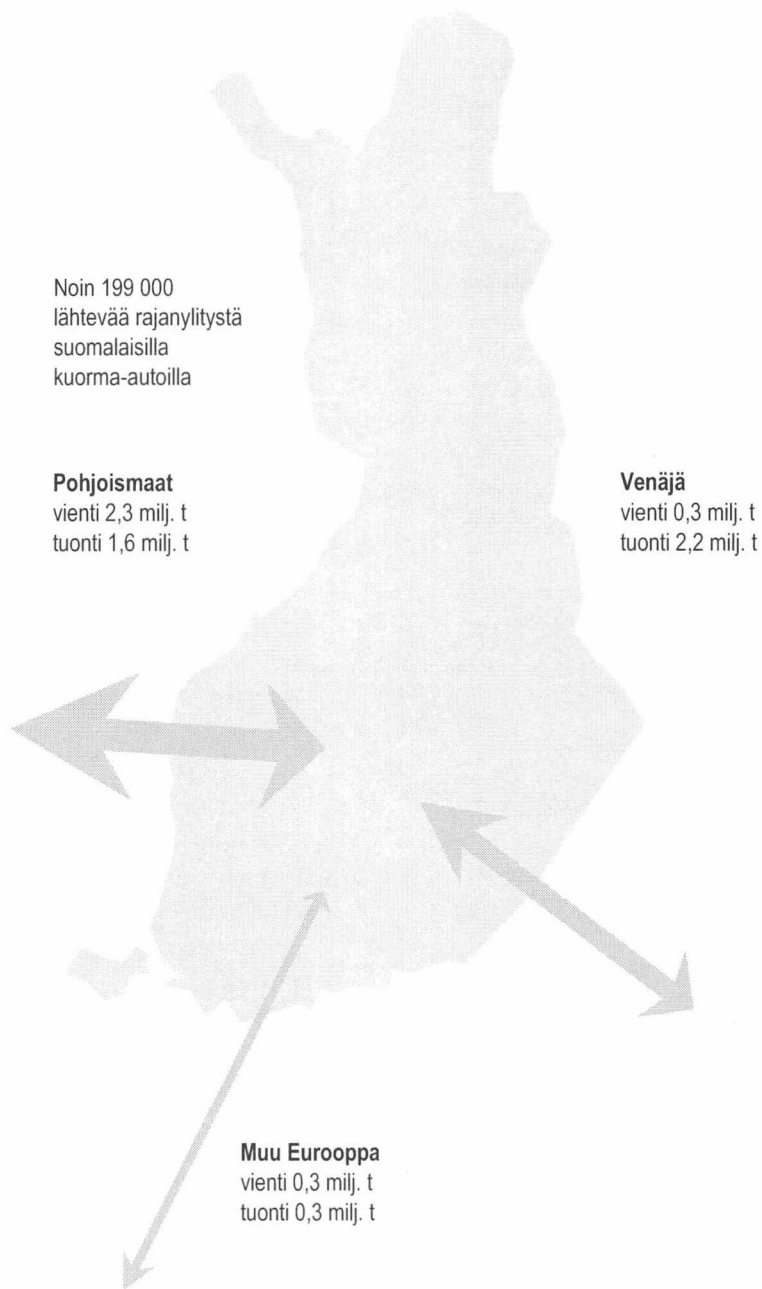 Noin 199 000
lähtevää rajanylitystä
suomalaisilla
kuorma-autoilla
Pohjoismaat
vienti 2,3 milj. t
tuonti 1,6 milj. t
Venäjä
vienti 0,3 milj. t
tuonti 2,2 milj. t
Muu Eurooppa
vienti 0,3 milj. t
tuonti 0,3 milj. t